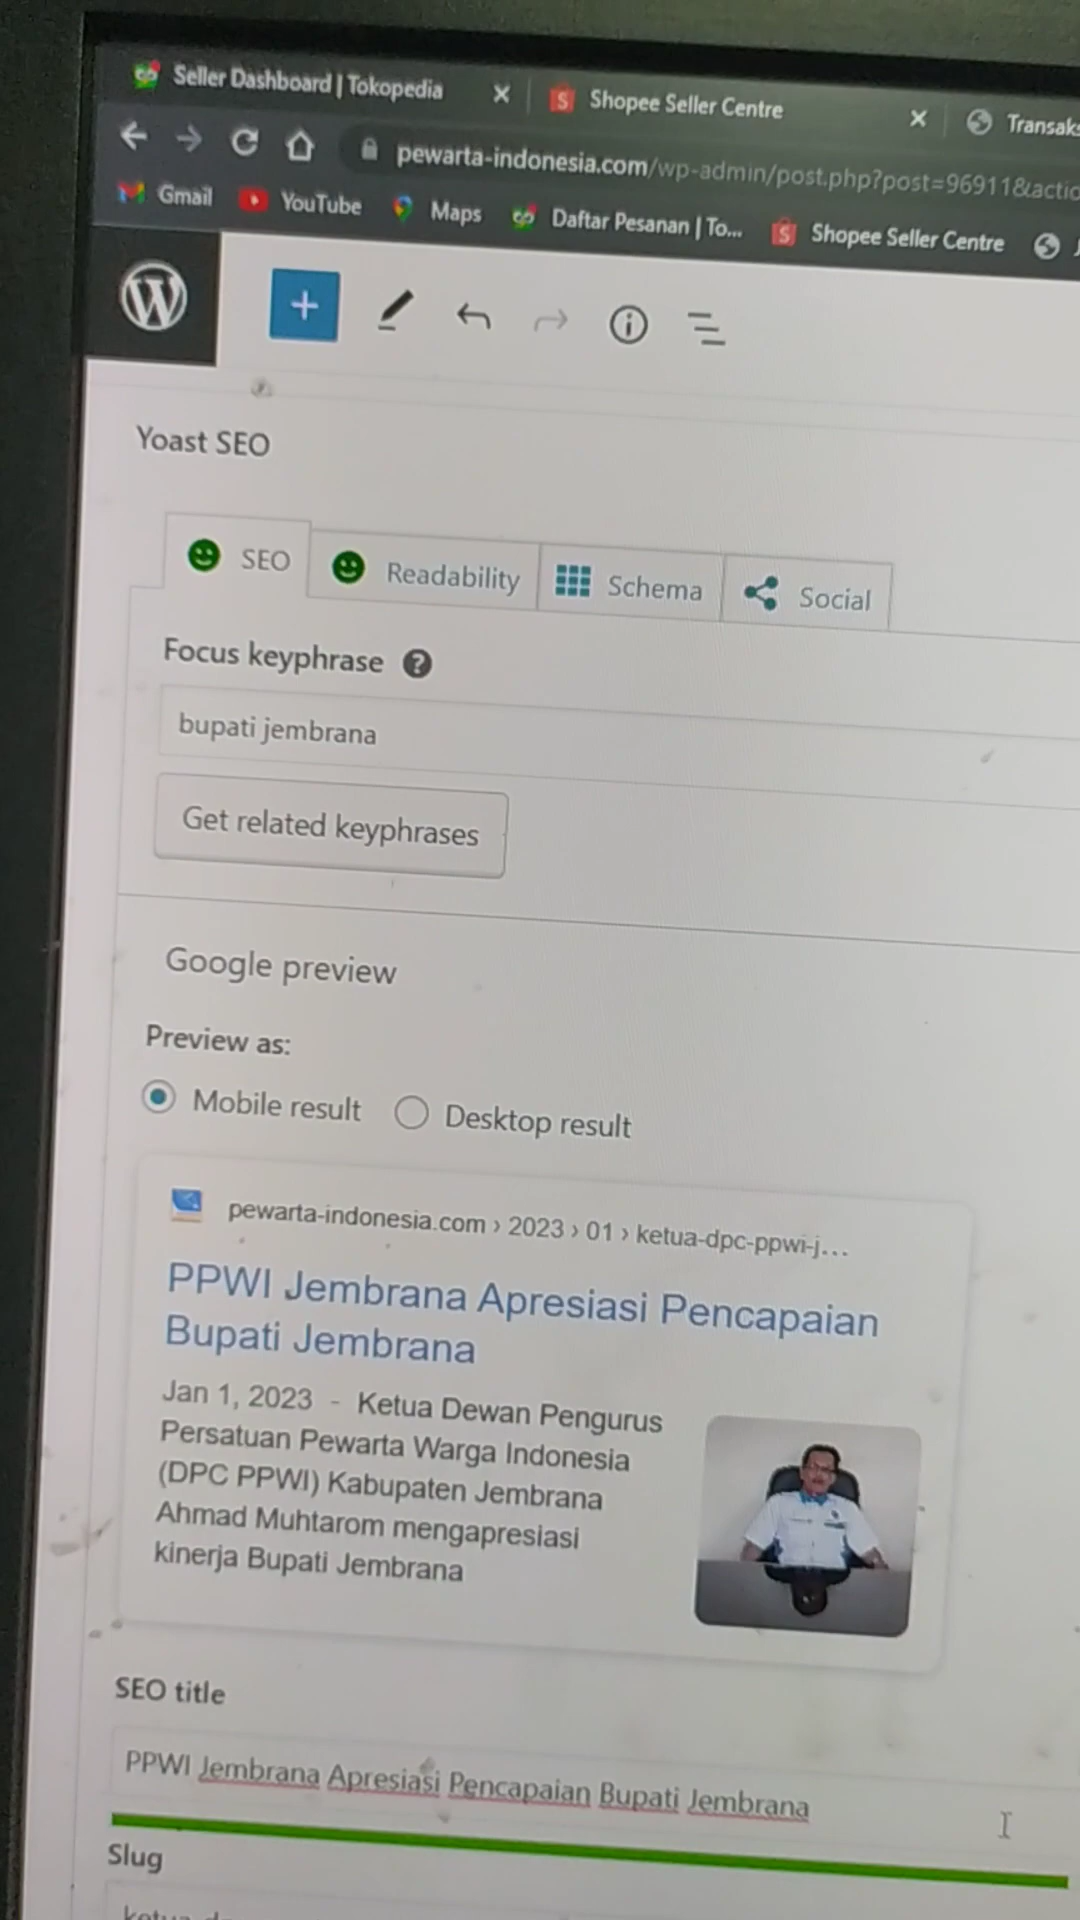 Seller Dashboard | Tokopedia
Shopee Seller Centre
pewarta-indonesia.com/wp-admin/post.php?post=96911&actio
Gmail
YouTube
Maps
Daftar Pesanan | To...
Shopee Seller Centre
Yoast SEO
SEO
Readability
Schema
Social
Focus keyphrase
bupati jembrana
Get related keyphrases
Google preview
Preview as:
Mobile result
Desktop result
pewarta-indonesia.com › 2023 › 01 › ketua-dpc-ppwi-j...
PPWI Jembrana Apresiasi Pencapaian
Bupati Jembrana
Jan 1, 2023 - Ketua Dewan Pengurus
Persatuan Pewarta Warga Indonesia
(DPC PPWI) Kabupaten Jembrana
Ahmad Muhtarom mengapresiasi
kinerja Bupati Jembrana
SEO title
PPWI Jembrana Apresiasi Pencapaian Bupati Jembrana
Slug